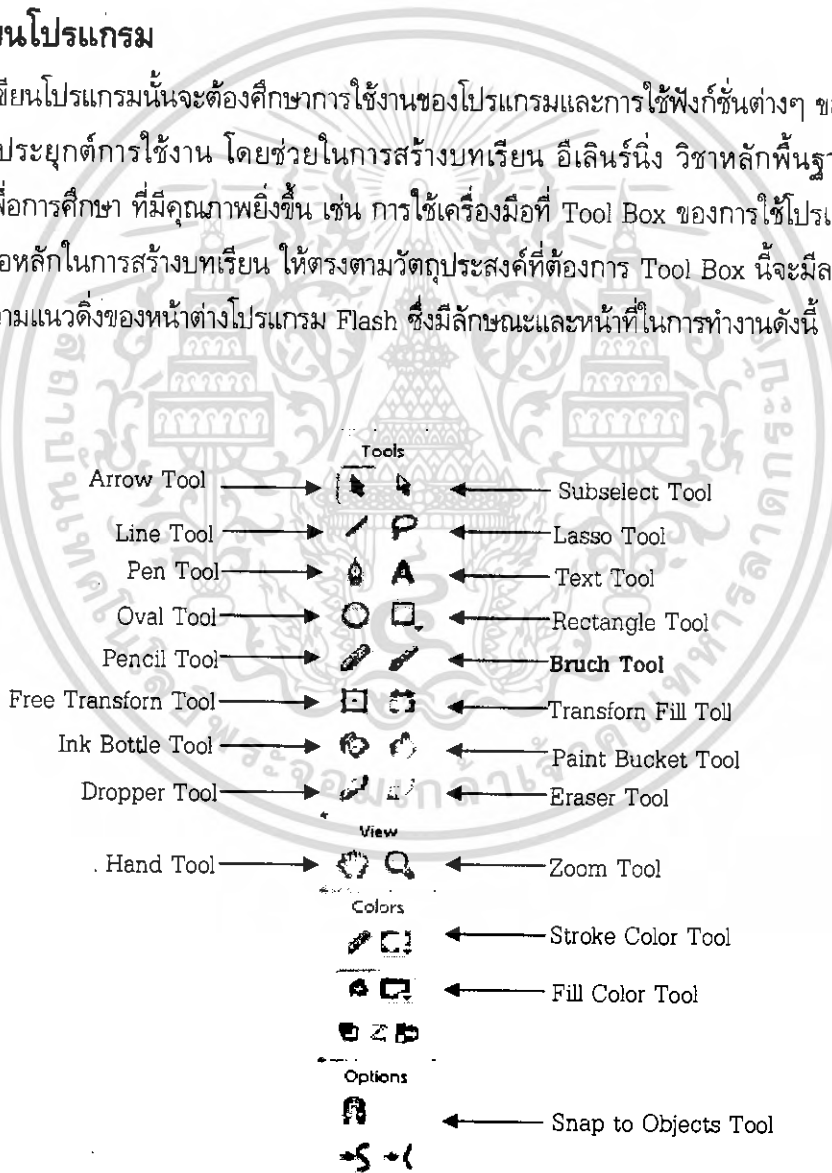 ยนโปรแกรม
ขียนโปรแกรมนั้นจะต้องศึกษาการใช้งานของโปรแกรมและการใช้ฟังก์ชั่นต่างๆ ข
ประยุกต์การใช้งาน โดยช่วยในการสร้างบทเรียน อีเลินร์นิ่ง วิชาหลักพื้นฐา
พื่อการศึกษา ที่มีคุณภาพยิ่งขึ้น เช่น การใช้เครื่องมือที่ Tool Box ของการใช้โปรแ
อหลักในการสร้างบทเรียน ให้ตรงตามวัตถุประสงค์ที่ต้องการ Tool Box นี้จะมีล
ามแนวดิ่งของหน้าต่างโปรแกรม Flash ซึ่งมีลักษณะและหน้าที่ในการทำงานดังนี้
Tools
Arrow Tool Subselect Tool
Line Tool Lasso Tool
Pen Tool Text Tool
Oval Tool Rectangle Tool
Pencil Tool Bruch Tool
Free Transforn Tool Transforn Fill Toll
Ink Bottle Tool Paint Bucket Tool
Dropper Tool Eraser Tool
View
. Hand Tool Zoom Tool
Colors
Stroke Color Tool
Fill Color Tool
Options
Snap to Objects Tool